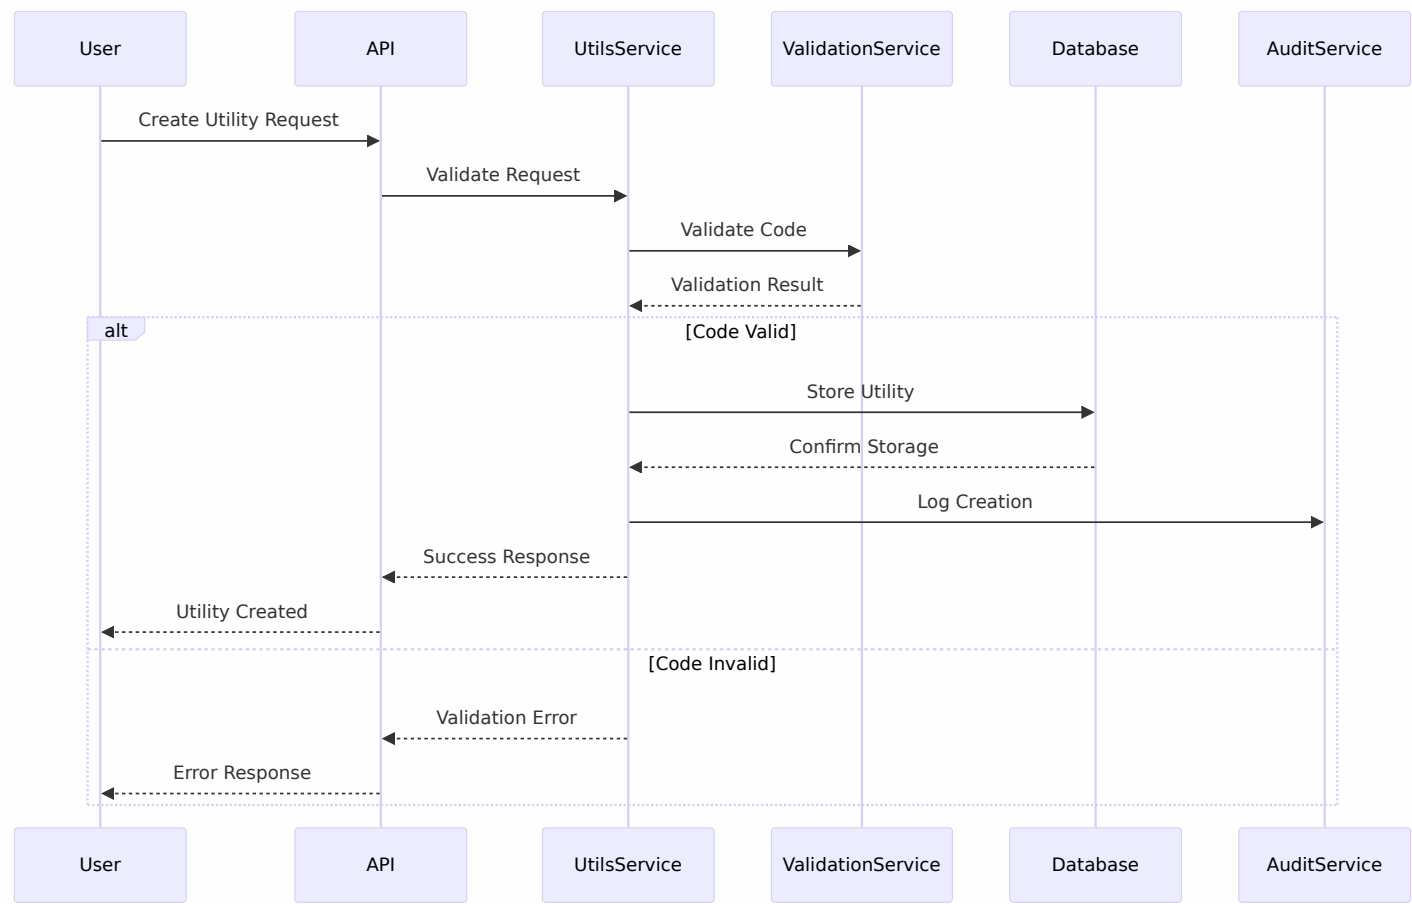 User
API
UtilsService
ValidationService
Database
AuditService
Create Utility Request
Validate Request
Validate Code
Validation Result
alt
[Code Valid]
Store Utility
Confirm Storage
Log Creation
Success Response
Utility Created
[Code Invalid]
Validation Error
Error Response
User
API
UtilsService
ValidationService
Database
AuditService